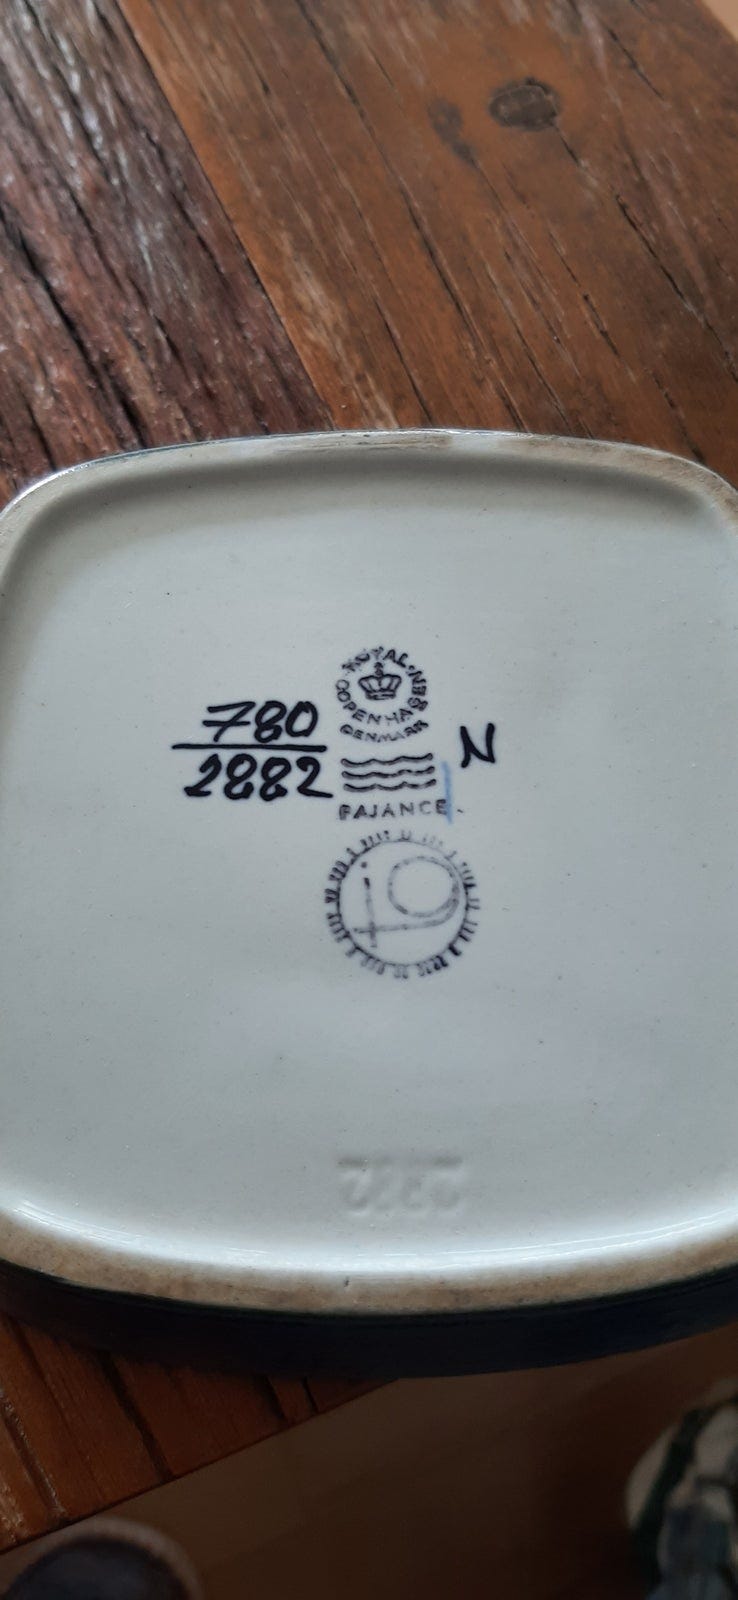 ROYAL COPENHAGEN
DENMARK
780
2882
N
FAJANCE
2882